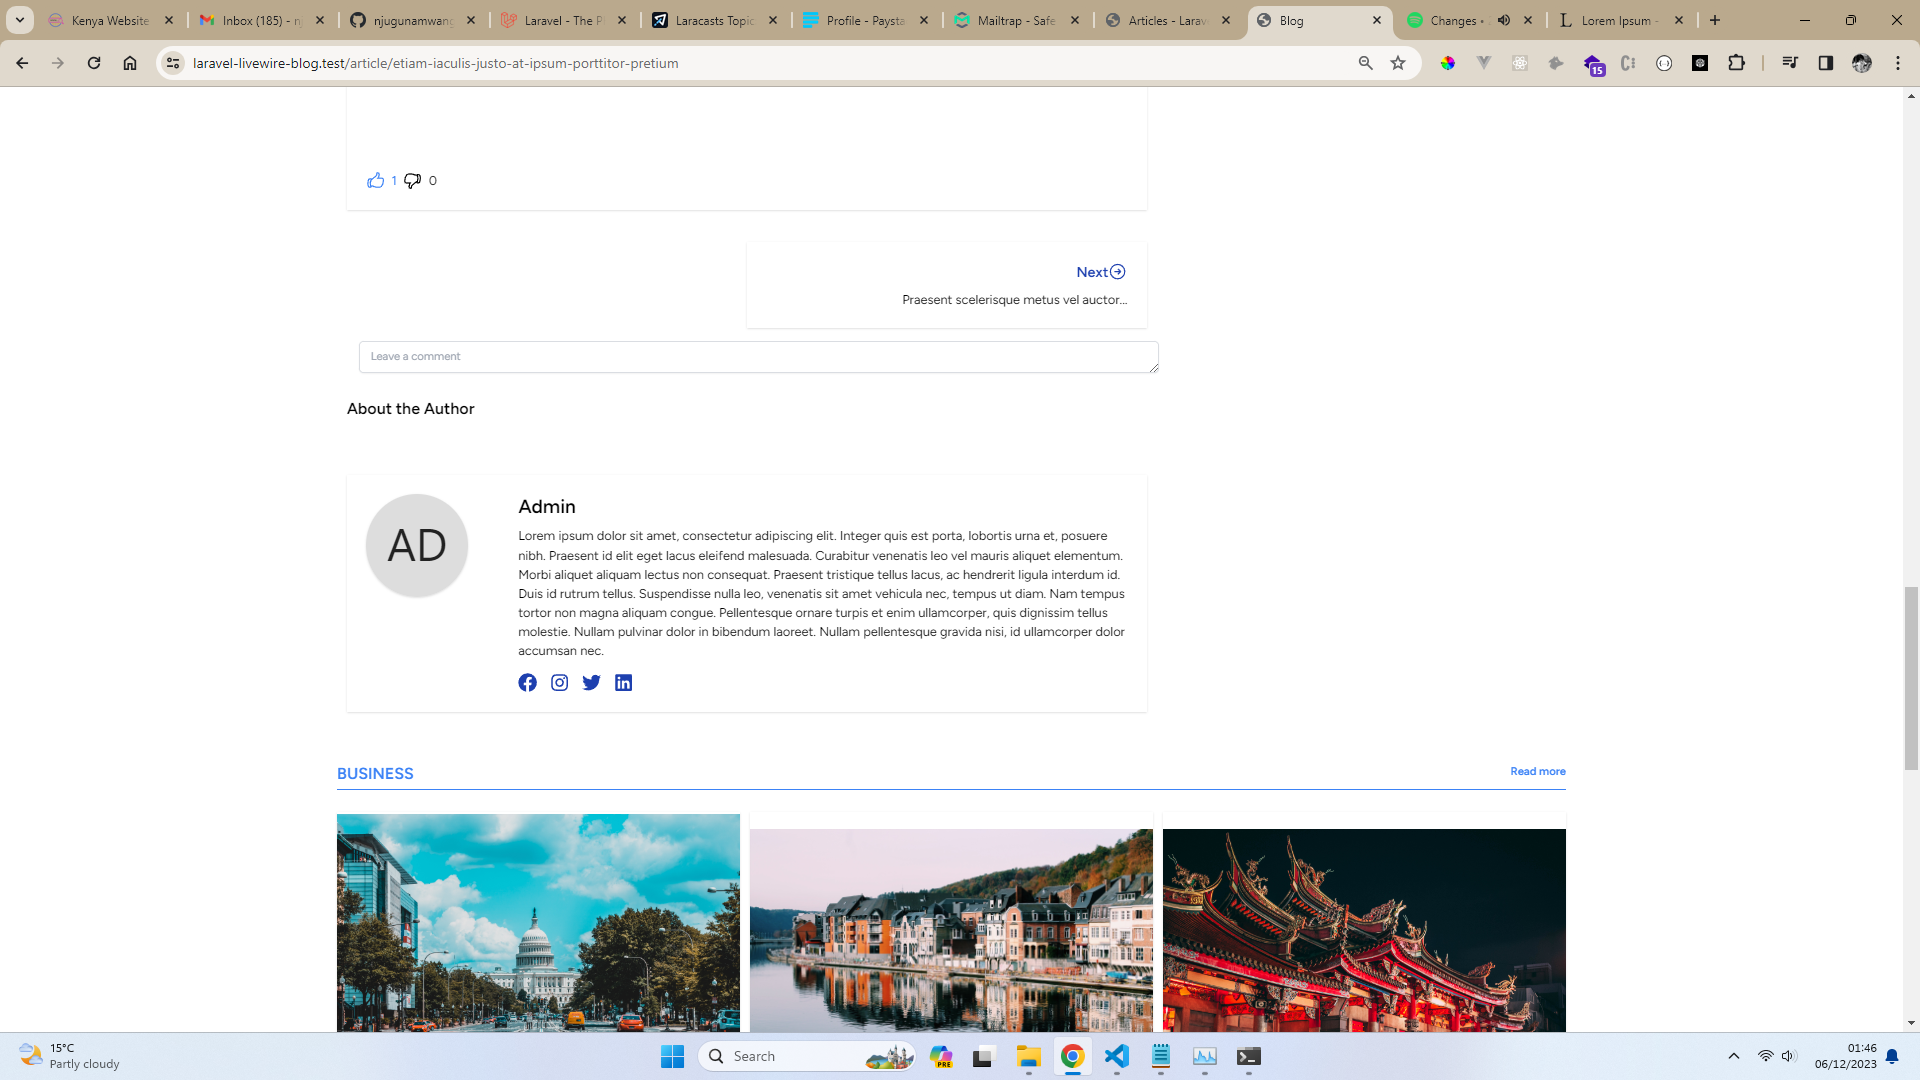 Kenya Website
Inbox (185) - nj
njugunamwang
Laravel - The P
Laracasts Topic
Profile - Paysta
Mailtrap - Safe
Articles - Larav
Blog
Changes •
Lorem Ipsum -
laravel-livewire-blog.test/article/etiam-iaculis-justo-at-ipsum-porttitor-pretium
15
1
0
Next
Praesent scelerisque metus vel auctor...
Leave a comment
About the Author
AD
Admin
Lorem ipsum dolor sit amet, consectetur adipiscing elit. Integer quis est porta, lobortis urna et, posuere
nibh. Praesent id elit eget lacus eleifend malesuada. Curabitur venenatis leo vel mauris aliquet elementum.
Morbi aliquet aliquam lectus non consequat. Praesent tristique tellus lacus, ac hendrerit ligula interdum id.
Duis id rutrum tellus. Suspendisse nulla leo, venenatis sit amet vehicula nec, tempus ut diam. Nam tempus
tortor non magna aliquam congue. Pellentesque ornare turpis et enim ullamcorper, quis dignissim tellus
molestie. Nullam pulvinar dolor in bibendum laoreet. Nullam pellentesque gravida nisi, id ullamcorper dolor
accumsan nec.
BUSINESS
Read more
15°C
Partly cloudy
Search
PRE
01:46
06/12/2023